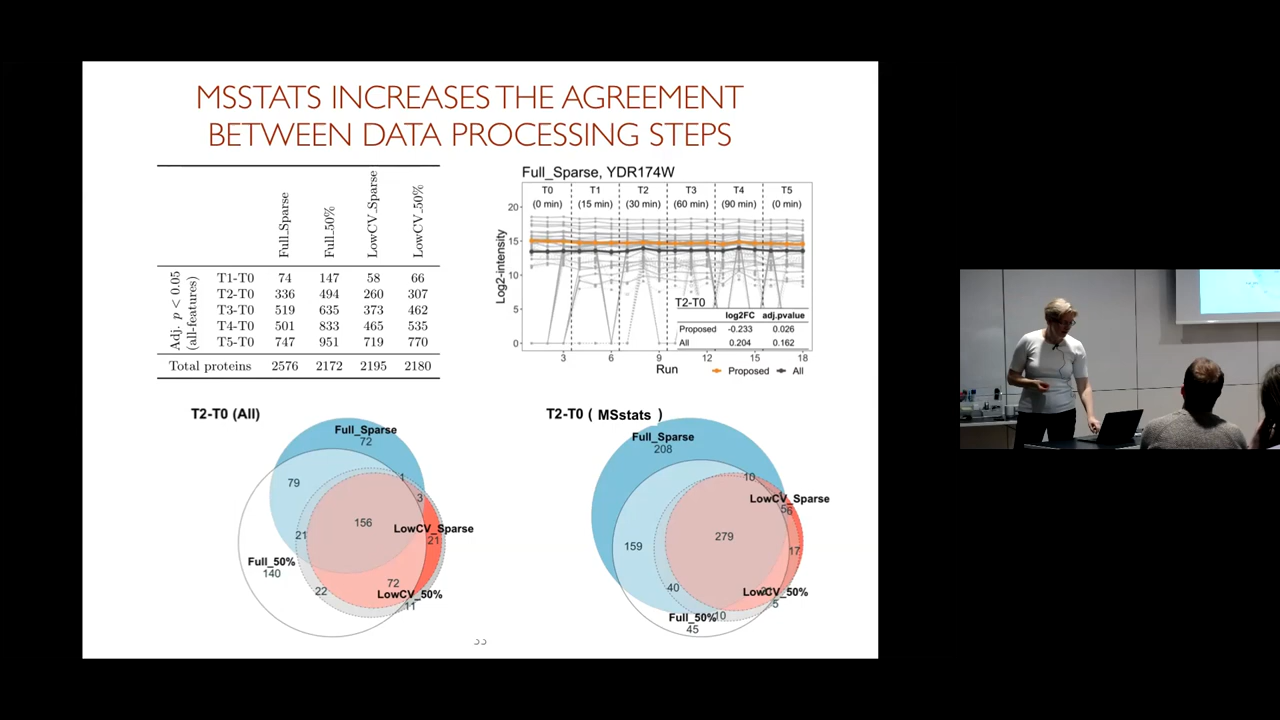 MSSTATS INCREASES THE AGREEMENT
BETWEEN DATA PROCESSING STEPS
Full_Sparse
Full_50%
LowCV_Sparse
LowCV_50%
Adj. p < 0.05
(all-features)
T1-T0 74 147 58 66
T2-T0 336 494 260 307
T3-T0 519 635 373 462
T4-T0 501 833 465 535
T5-T0 747 951 719 770
Total proteins 2576 2172 2195 2180
Full_Sparse, YDR174W
T0 T1 T2 T3 T4 T5
(0 min) (15 min) (30 min) (60 min) (90 min) (0 min)
Log2-intensity
20
15
10
5
0
T2-T0
log2FC adj.pvalue
Proposed -0.233 0.026
All 0.204 0.162
3 6 9 12 15 18
Run
Proposed All
T2-T0 (All)
Full_Sparse
72
79
1
3
156
LowCV_Sparse
21
21
Full_50%
140
72
22
LowCV_50%
11
T2-T0 ( MSstats )
Full_Sparse
208
10
LowCV_Sparse
6
279
159
17
40
LowCV_50%
5
10
Full_50%
45
33